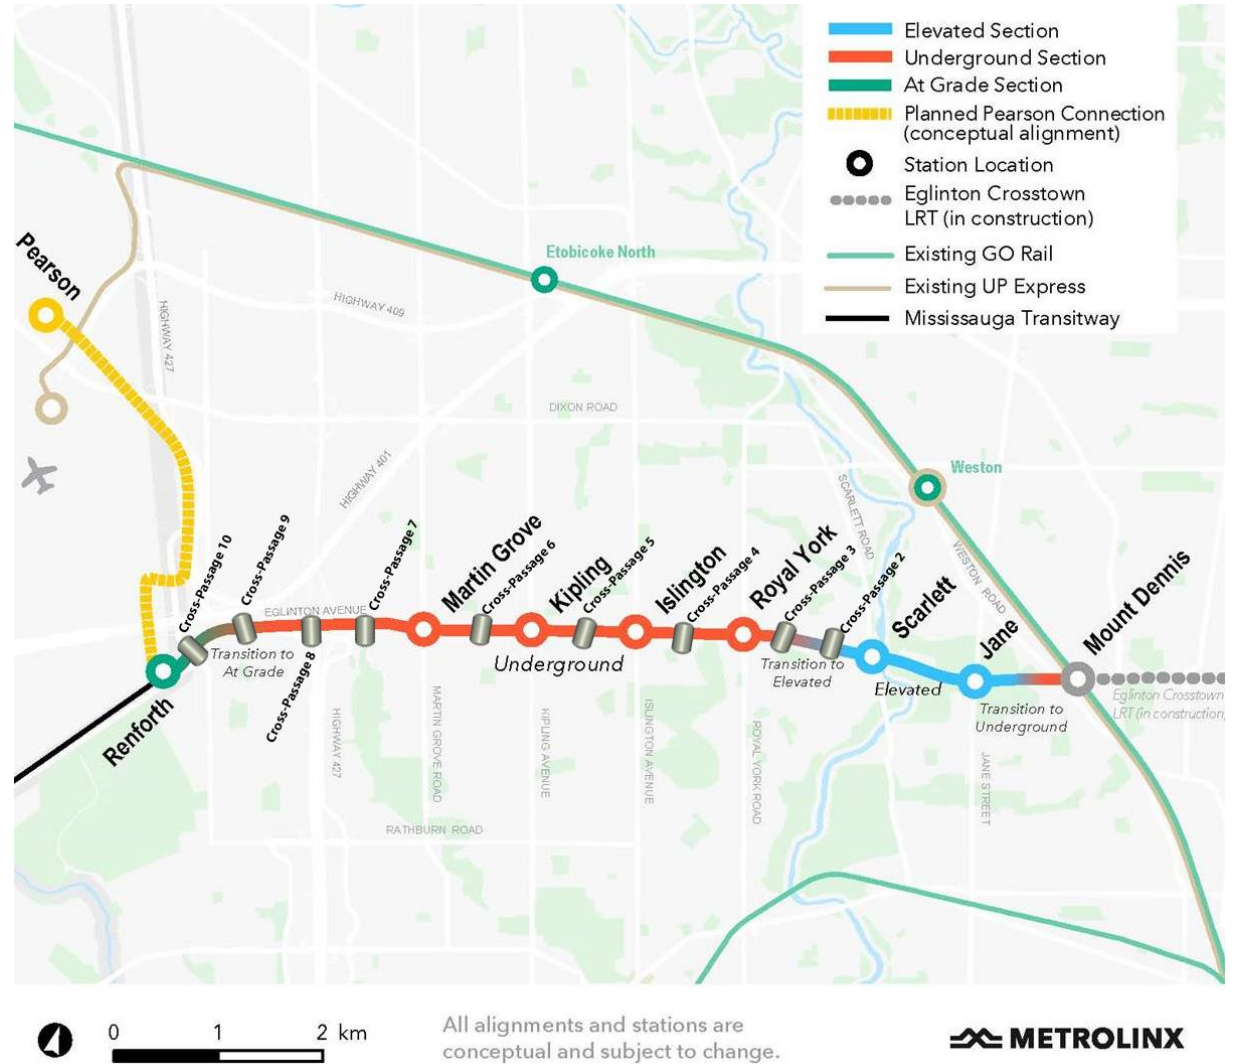 Elevated Section
Underground Section
At Grade Section
Planned Pearson Connection
(conceptual alignment)
Station Location
Eglinton Crosstown
LRT (in construction)
Existing GO Rail
Existing UP Express
Mississauga Transitway
Pearson
Etobicoke North
HIGHWAY 409
HIGHWAY 427
DIXON ROAD
HIGHWAY 401
SCARLETT ROAD
Weston
WESTON ROAD
Cross-Passage 10
Cross-Passage 9
Cross-Passage 8
Cross-Passage 7
Martin Grove
Cross-Passage 6
Kipling
Cross-Passage 5
Islington
Cross-Passage 4
Royal York
Cross-Passage 3
Cross-Passage 2
Scarlett
Jane
Mount Dennis
EGLINTON AVENUE
Transition to
At Grade
Underground
Transition to
Elevated
Elevated
Transition to
Underground
Eglinton Crosstown
LRT (in construction)
Renforth
HIGHWAY 427
MARTIN GROVE ROAD
KIPLING AVENUE
ISLINGTON AVENUE
ROYAL YORK ROAD
JANE STREET
RATHBURN ROAD
0 1 2 km
All alignments and stations are
conceptual and subject to change.
METROLINX